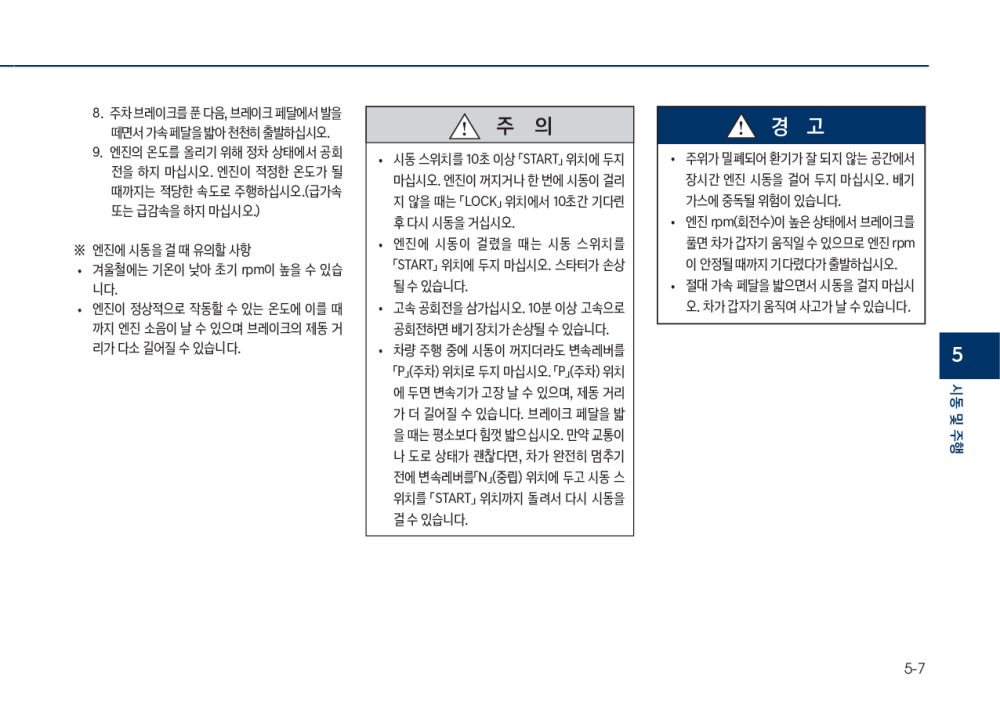 8. 주차 브레이크를 푼 다음, 브레이크 페달에서 발을
떼면서 가속 페달을 밟아 천천히 출발하십시오.
9. 엔진의 온도를 올리기 위해 정차 상태에서 공회
전을 하지 마십시오. 엔진이 적정한 온도가 될
때까지는 적당한 속도로 주행하십시오.(급가속
또는 급감속을 하지 마십시오.)
※ 엔진에 시동을 걸 때 유의할 사항
• 겨울철에는 기온이 낮아 초기 rpm이 높을 수 있습
니다.
• 엔진이 정상적으로 작동할 수 있는 온도에 이를 때
까지 엔진 소음이 날 수 있으며 브레이크의 제동 거
리가 다소 길어질 수 있습니다.
주 의
• 시동 스위치를 10초 이상 「START」 위치에 두지
마십시오. 엔진이 꺼지거나 한 번에 시동이 걸리
지 않을 때는 「LOCK」 위치에서 10초간 기다린
후 다시 시동을 거십시오.
• 엔진에 시동이 걸렸을 때는 시동 스위치를
「START」 위치에 두지 마십시오. 스타터가 손상
될 수 있습니다.
• 고속 공회전을 삼가십시오. 10분 이상 고속으로
공회전하면 배기 장치가 손상될 수 있습니다.
• 차량 주행 중에 시동이 꺼지더라도 변속레버를
「P」(주차) 위치로 두지 마십시오. 「P」(주차) 위치
에 두면 변속기가 고장 날 수 있으며, 제동 거리
가 더 길어질 수 있습니다. 브레이크 페달을 밟
을 때는 평소보다 힘껏 밟으십시오. 만약 교통이
나 도로 상태가 괜찮다면, 차가 완전히 멈추기
전에 변속레버를「N」(중립) 위치에 두고 시동 스
위치를 「START」 위치까지 돌려서 다시 시동을
걸 수 있습니다.
경 고
• 주위가 밀폐되어 환기가 잘 되지 않는 공간에서
장시간 엔진 시동을 걸어 두지 마십시오. 배기
가스에 중독될 위험이 있습니다.
• 엔진 rpm(회전수)이 높은 상태에서 브레이크를
풀면 차가 갑자기 움직일 수 있으므로 엔진 rpm
이 안정될 때까지 기다렸다가 출발하십시오.
• 절대 가속 페달을 밟으면서 시동을 걸지 마십시
오. 차가 갑자기 움직여 사고가 날 수 있습니다.
5
시동 및 주행
5-7